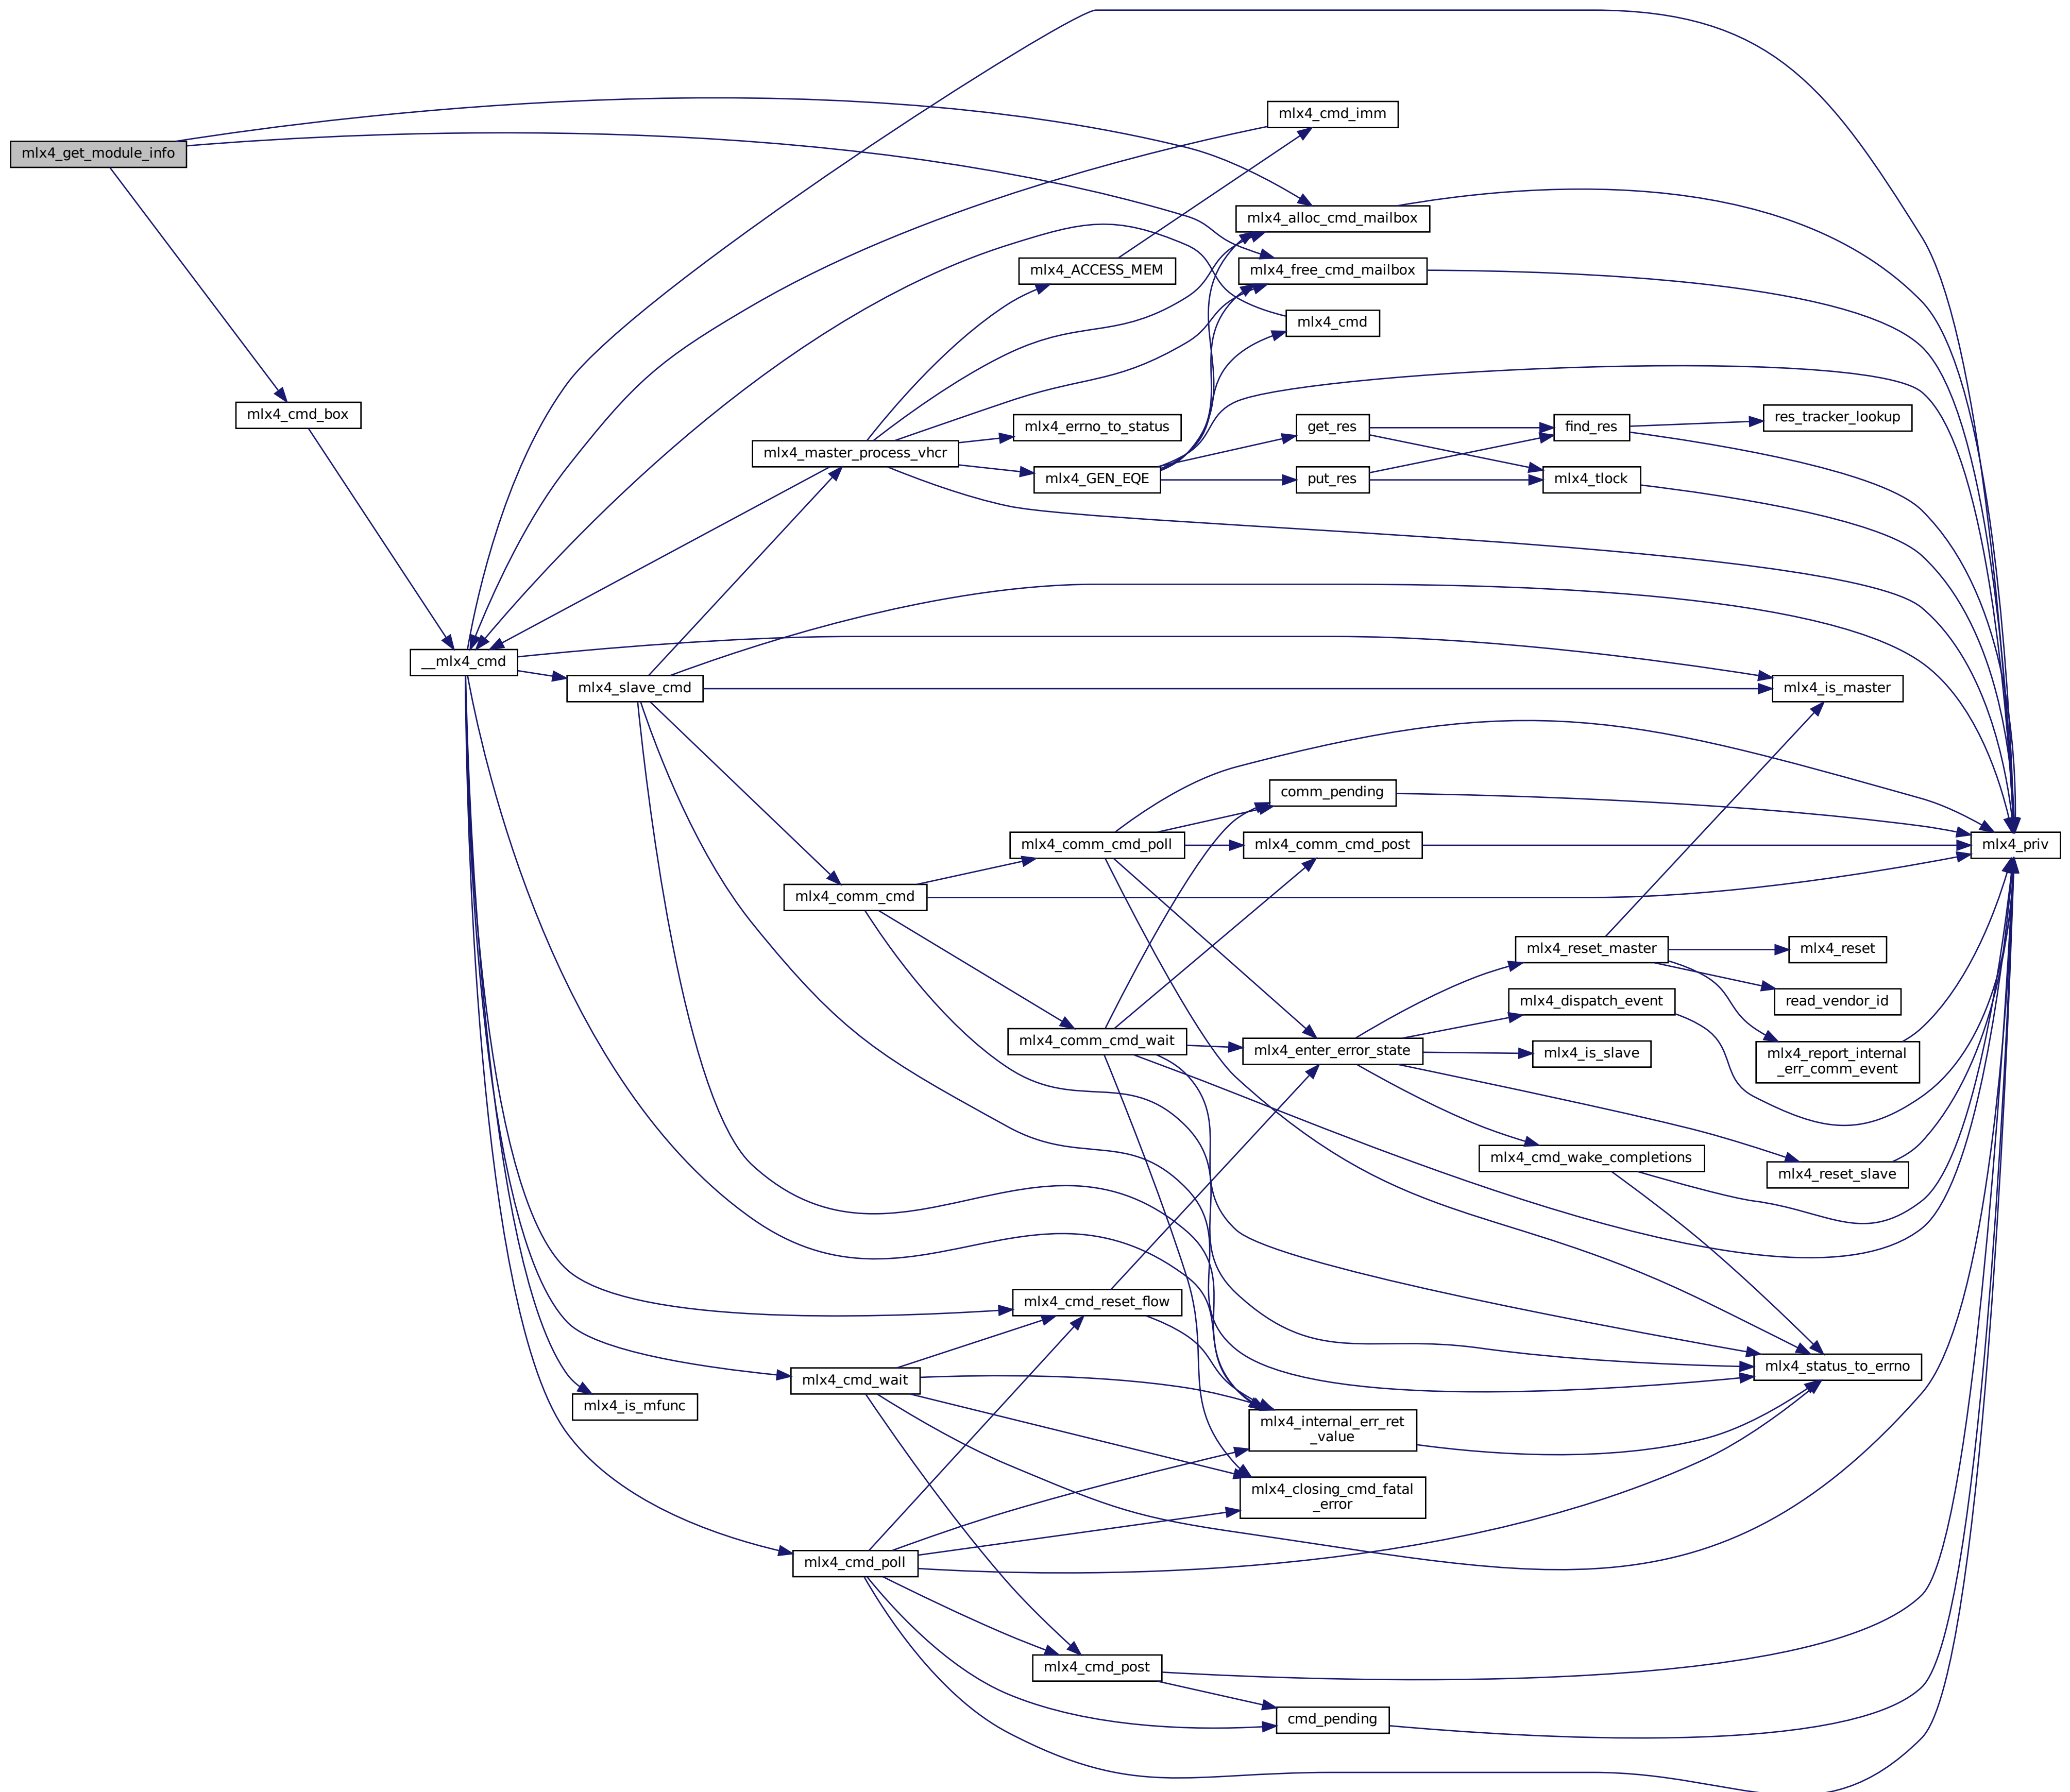 mlx4_cmd_imm
mlx4_get_module_info
mlx4_alloc_cmd_mailbox
mlx4_ACCESS_MEM
mlx4_free_cmd_mailbox
mlx4_cmd
mlx4_cmd_box
res_tracker_lookup
mlx4_errno_to_status
get_res
find_res
mlx4_master_process_vhcr
mlx4_GEN_EQE
put_res
mlx4_tlock
__mlx4_cmd
mlx4_slave_cmd
mlx4_is_master
comm_pending
mlx4_comm_cmd_poll
mlx4_comm_cmd_post
mlx4_priv
mlx4_comm_cmd
mlx4_reset_master
mlx4_reset
mlx4_dispatch_event
read_vendor_id
mlx4_comm_cmd_wait
mlx4_enter_error_state
mlx4_is_slave
mlx4_report_internal
_err_comm_event
mlx4_cmd_wake_completions
mlx4_reset_slave
mlx4_cmd_reset_flow
mlx4_status_to_errno
mlx4_cmd_wait
mlx4_is_mfunc
mlx4_internal_err_ret
_value
mlx4_closing_cmd_fatal
_error
mlx4_cmd_poll
mlx4_cmd_post
cmd_pending